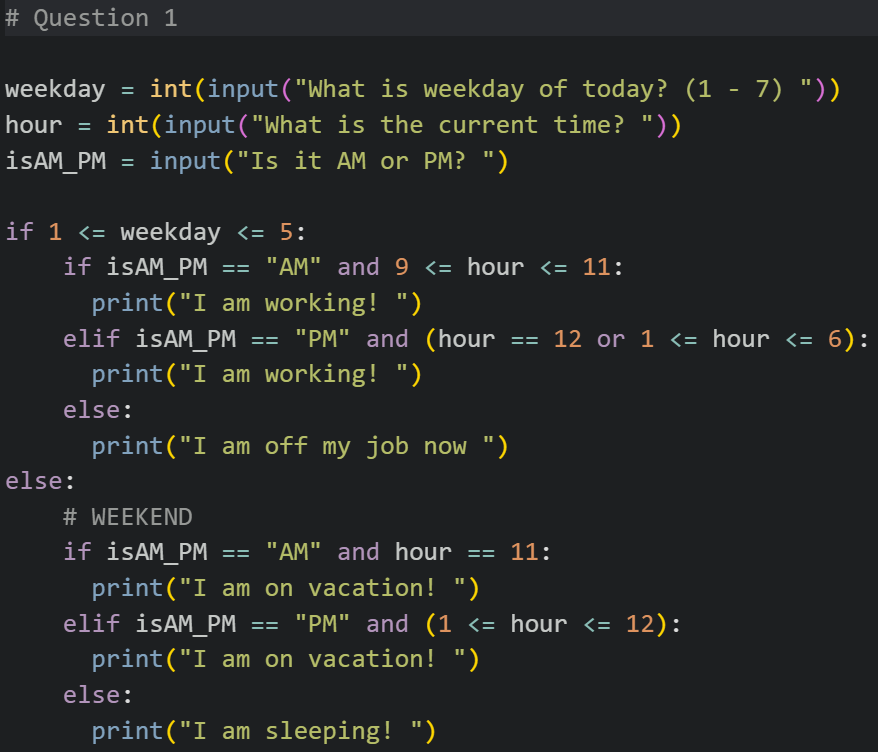 # Question 1
weekday = int(input("What is weekday of today? (1 - 7) "))
hour = int(input("What is the current time? "))
isAM_PM = input("Is it AM or PM? ")
if 1 <= weekday <= 5:
    if isAM_PM == "AM" and 9 <= hour <= 11:
      print("I am working! ")
    elif isAM_PM == "PM" and (hour == 12 or 1 <= hour <= 6):
      print("I am working! ")
    else:
      print("I am off my job now ")
else:
    # WEEKEND
    if isAM_PM == "AM" and hour == 11:
      print("I am on vacation! ")
    elif isAM_PM == "PM" and (1 <= hour <= 12):
      print("I am on vacation! ")
    else:
      print("I am sleeping! ")